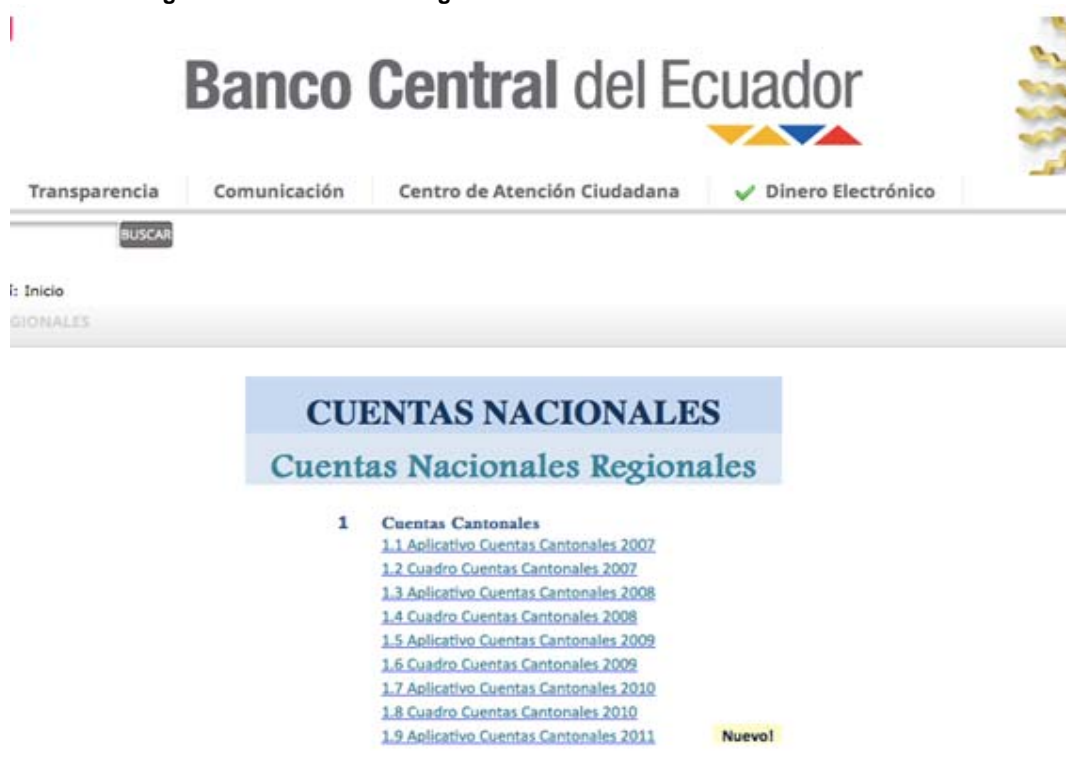 Banco Central del Ecuador
Transparencia Comunicación Centro de Atención Ciudadana Dinero Electrónico
BUSCAR
í: Inicio
GIONALES
CUENTAS NACIONALES
Cuentas Nacionales Regionales
1 Cuentas Cantonales
1.1 Aplicativo Cuentas Cantonales 2007
1.2 Cuadro Cuentas Cantonales 2007
1.3 Aplicativo Cuentas Cantonales 2008
1.4 Cuadro Cuentas Cantonales 2008
1.5 Aplicativo Cuentas Cantonales 2009
1.6 Cuadro Cuentas Cantonales 2009
1.7 Aplicativo Cuentas Cantonales 2010
1.8 Cuadro Cuentas Cantonales 2010
1.9 Aplicativo Cuentas Cantonales 2011 Nuevo!